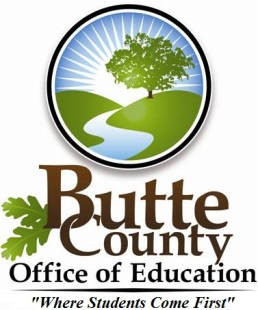 Butte
County
Office of Education
"Where Students Come First"